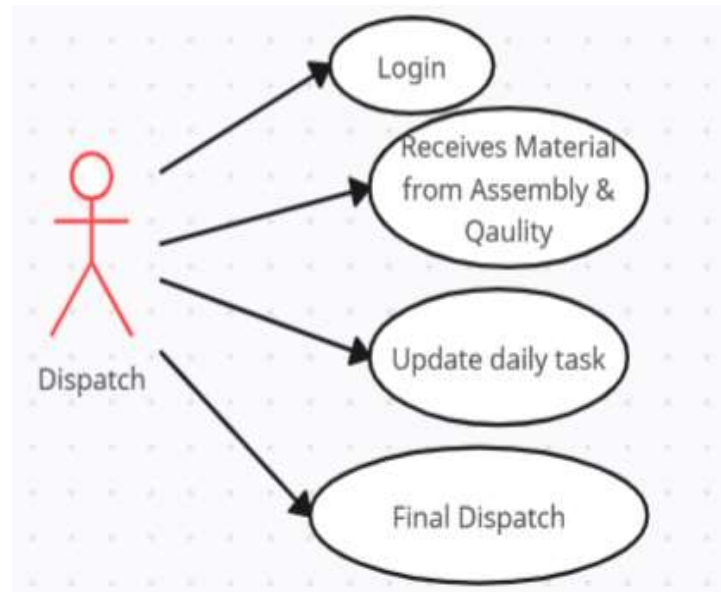 Login
Receives Material
from Assembly &
Qaulity
Update daily task
Dispatch
Final Dispatch